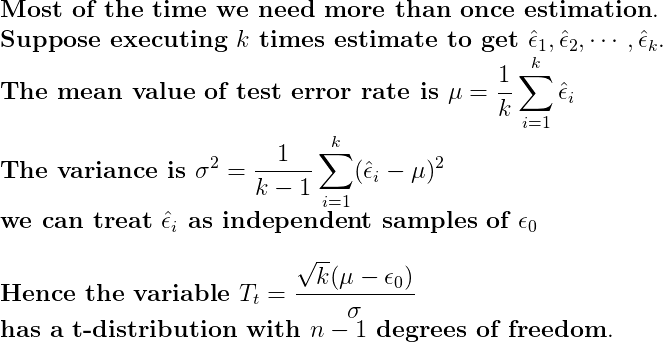 Most of the time we need more than once estimation.
Suppose executing k times estimate to get ε̂₁, ε̂₂, ⋯ , ε̂ₖ.
The mean value of test error rate is μ = 1/k ∑_{i=1}^{k} ε̂ᵢ
The variance is σ² = 1/(k − 1) ∑_{i=1}^{k} (ε̂ᵢ − μ)²
we can treat ε̂ᵢ as independent samples of ε₀
Hence the variable Tₜ = √k(μ − ε₀)/σ
has a t-distribution with n − 1 degrees of freedom.